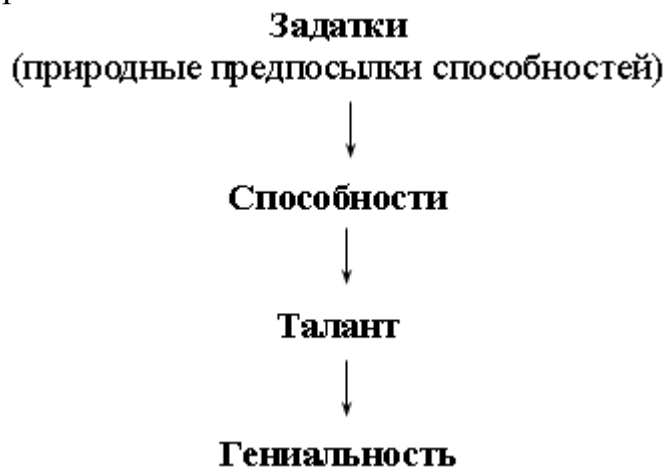 Задатки
(природные предпосылки способностей)
Способности
Талант
Гениальность